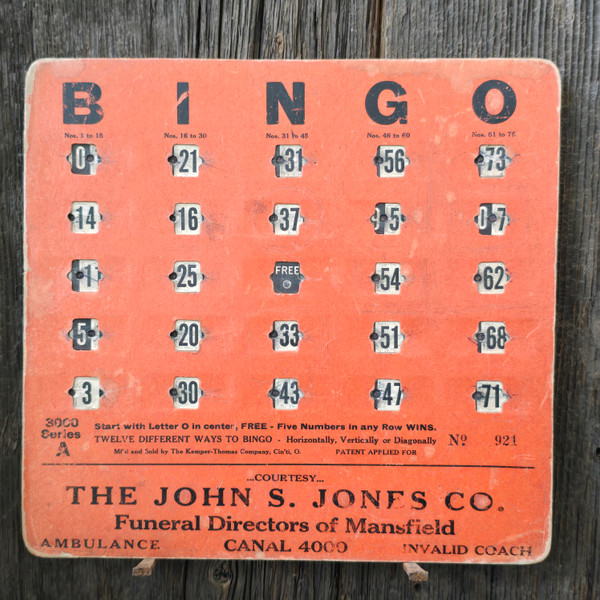 B I N G O
Nos. 1 to 15 Nos. 16 to 30 Nos. 31 to 45 Nos. 46 to 60 Nos. 61 to 75
21 31 56 73
14 16 37
25 FREE 54 62
5 20 33 51 68
3 30 43 47 71
3000
Series
A
Start with Letter O in center, FREE - Five Numbers in any Row WINS.
TWELVE DIFFERENT WAYS TO BINGO - Horizontally, Vertically or Diagonally
No 921
Mf'd and Sold by The Kemper-Thomas Company, Cin'ti, O. PATENT APPLIED FOR
...COURTESY...
THE JOHN S. JONES CO.
Funeral Directors of Mansfield
AMBULANCE CANAL 4000 INVALID COACH